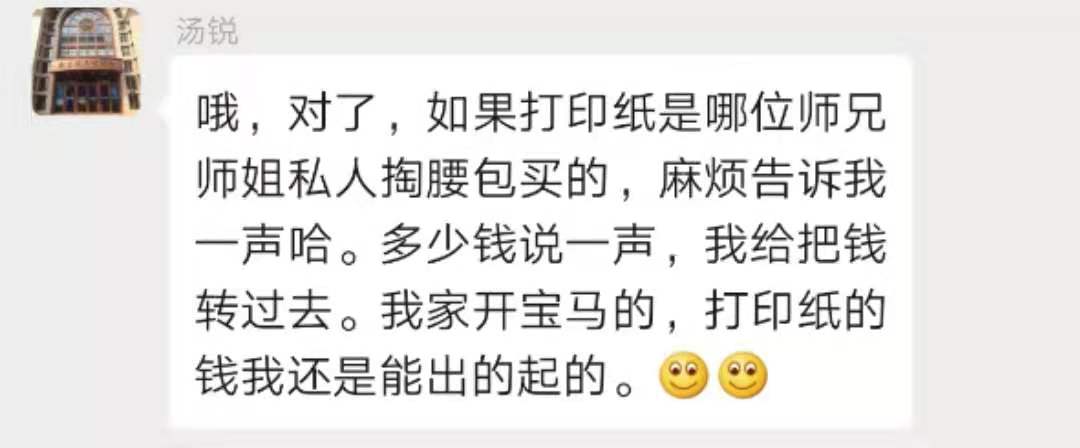 汤锐
哦，对了，如果打印纸是哪位师兄
师姐私人掏腰包买的，麻烦告诉我
一声哈。多少钱说一声，我给把钱
转过去。我家开宝马的，打印纸的
钱我还是能出的起的。